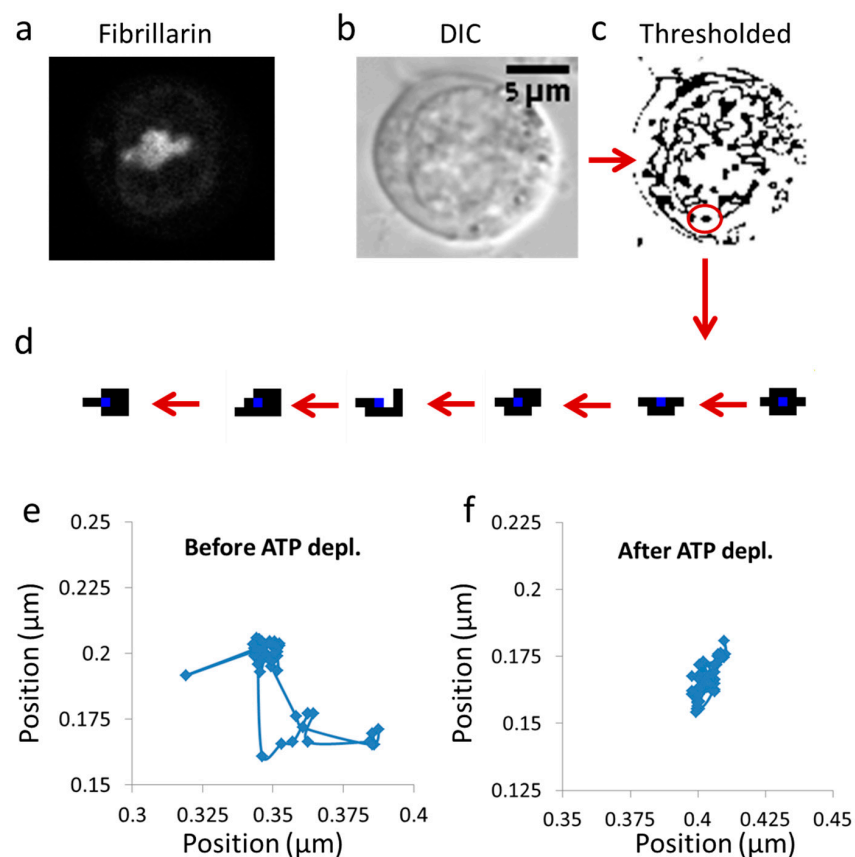 a Fibrillarin b DIC c Thresholded
5 µm
d
e f
Before ATP depl.
0.25
0.225
0.2
0.175
0.15
Position (µm)
0.3 0.325 0.35 0.375 0.4
Position (µm)
After ATP depl.
0.225
0.2
0.175
0.15
0.125
Position (µm)
0.35 0.375 0.4 0.425 0.45
Position (µm)